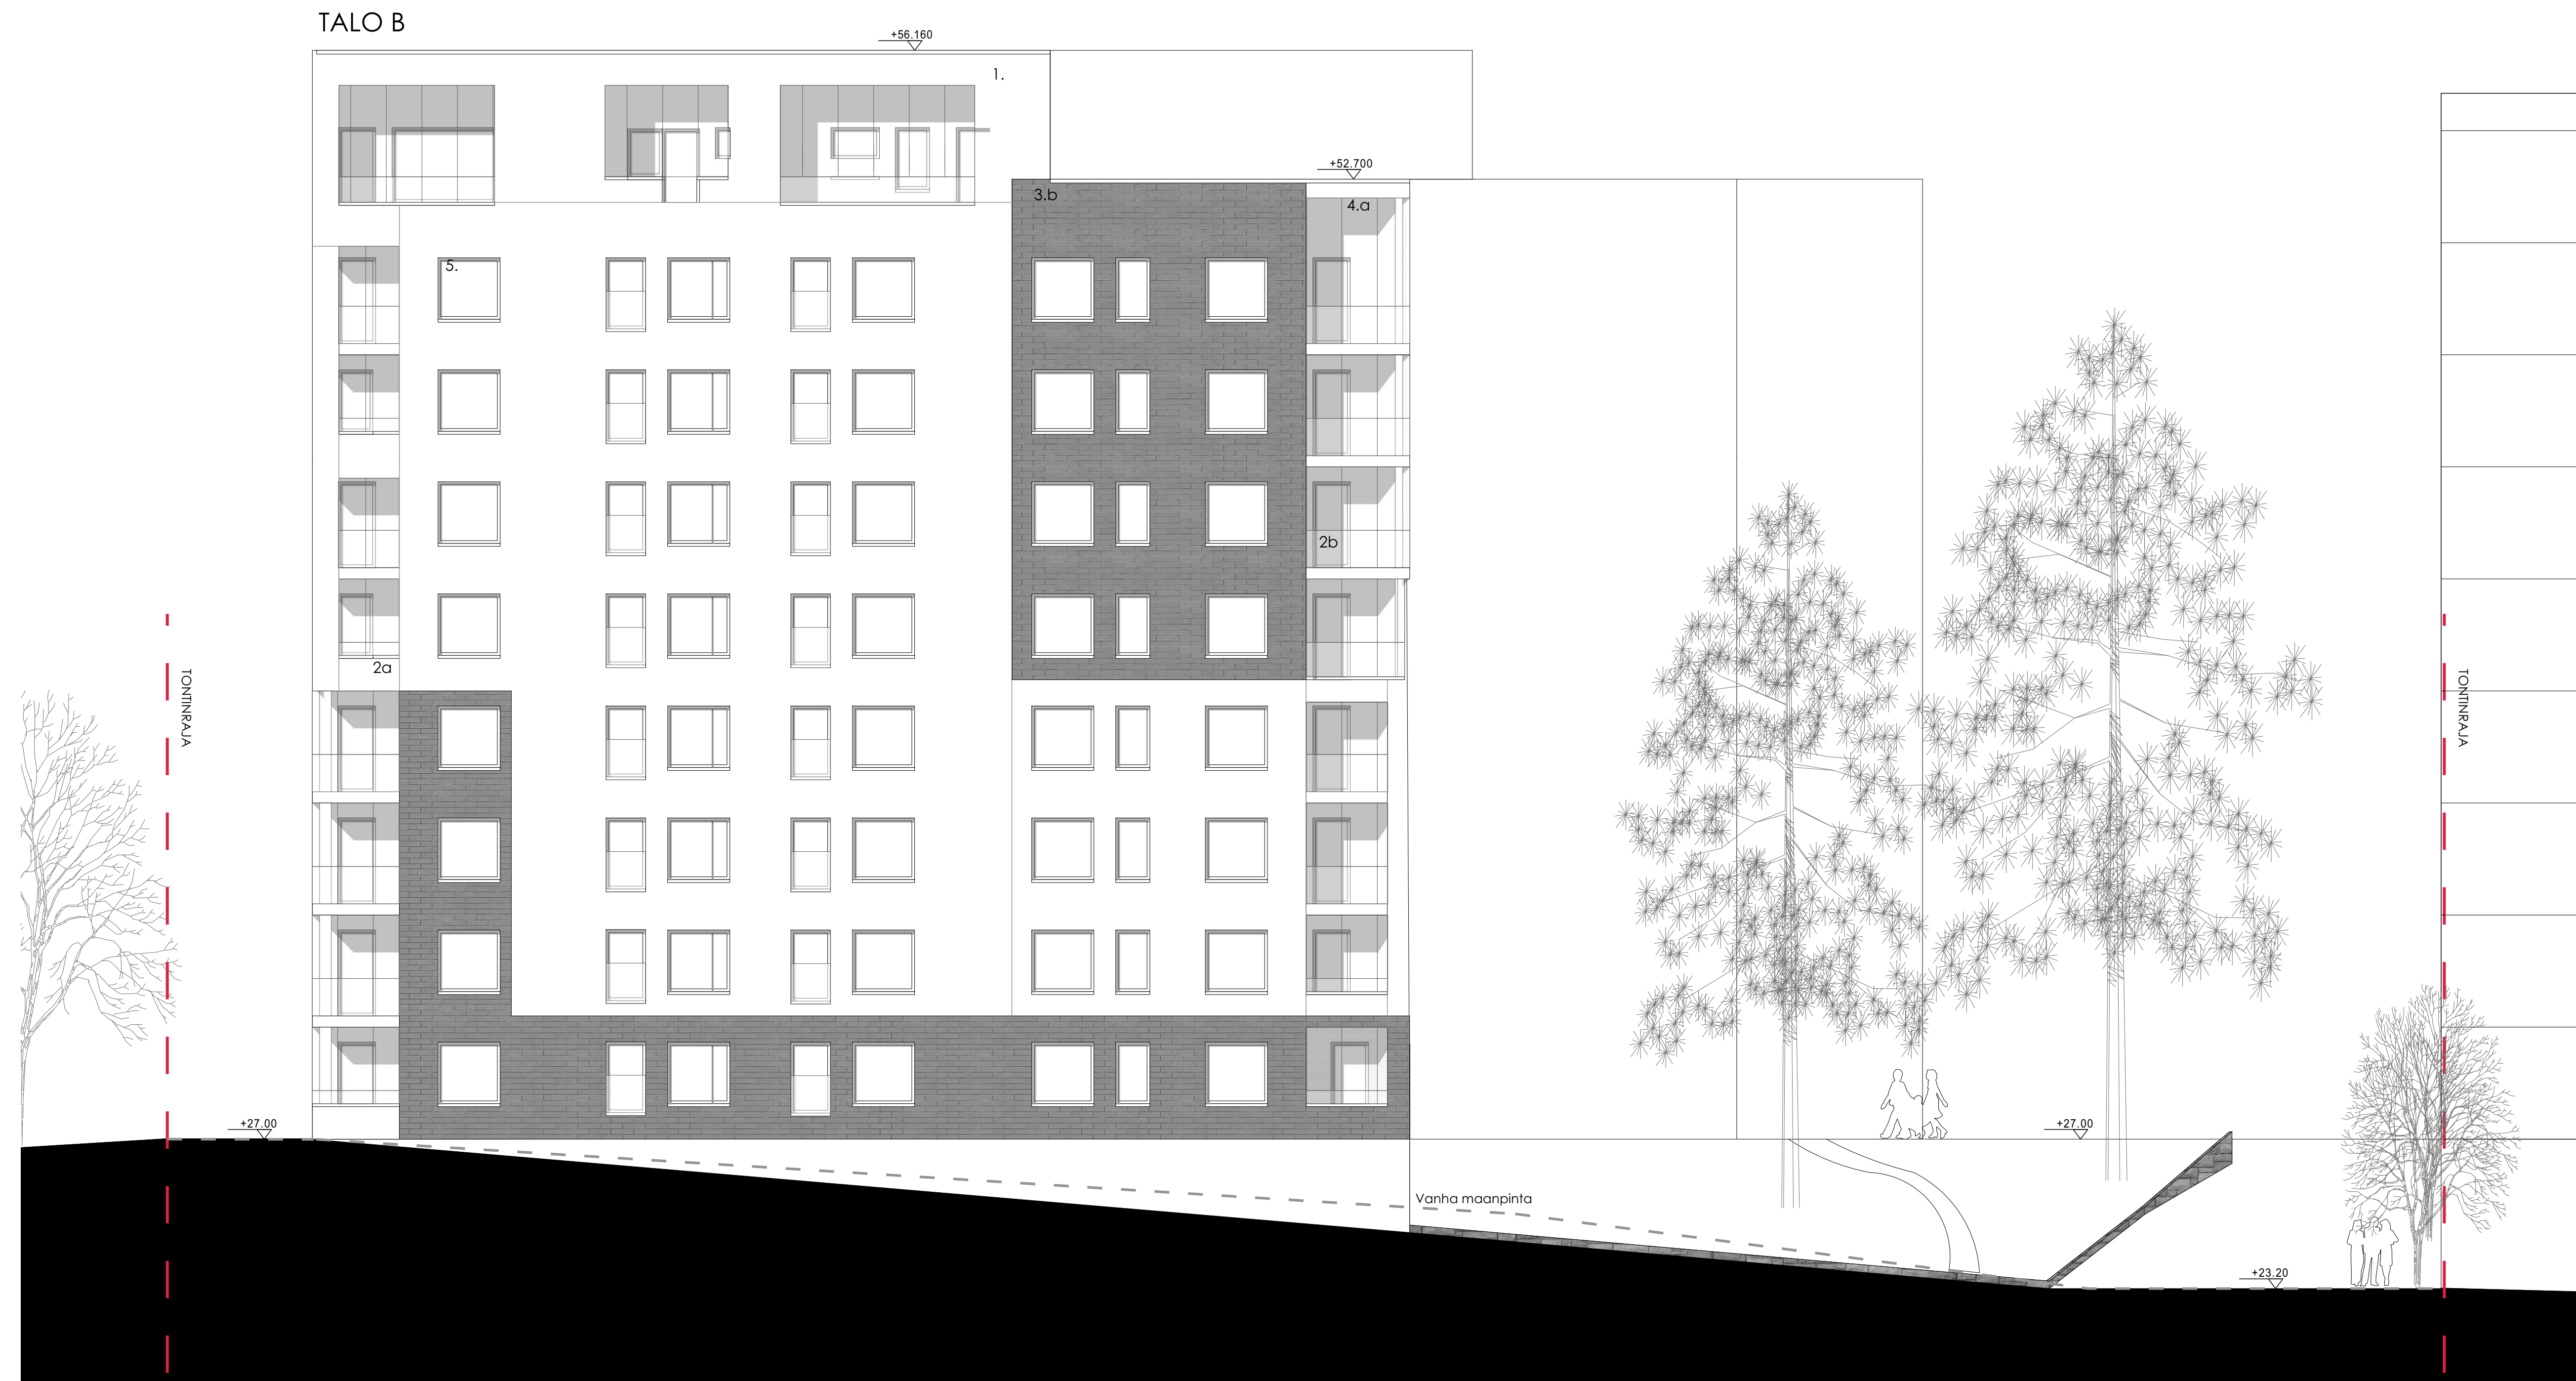 TALO B
+56.160
1.
+52.700
3.b
4.a
5.
2b
2a
TONTINRAJA
TONTINRAJA
+27.00
+27.00
Vanha maanpinta
+23.20